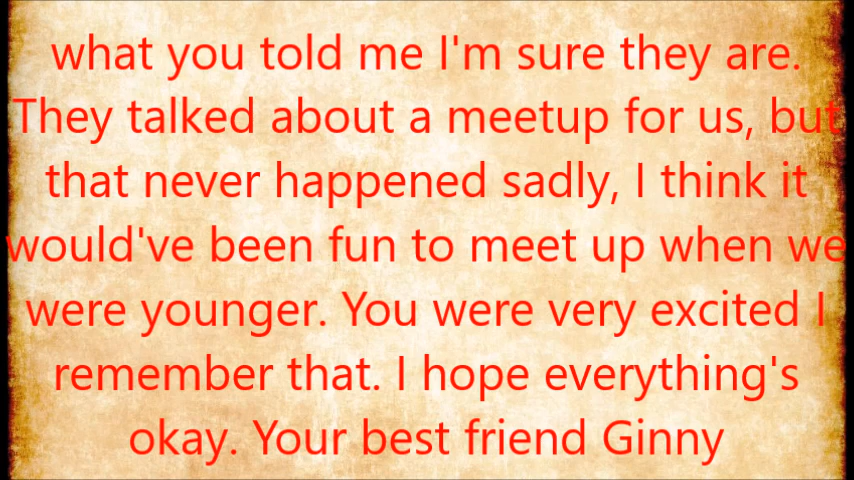 what you told me I'm sure they are.
They talked about a meetup for us, but
that never happened sadly, I think it
would've been fun to meet up when we
were younger. You were very excited I
remember that. I hope everything's
okay. Your best friend Ginny